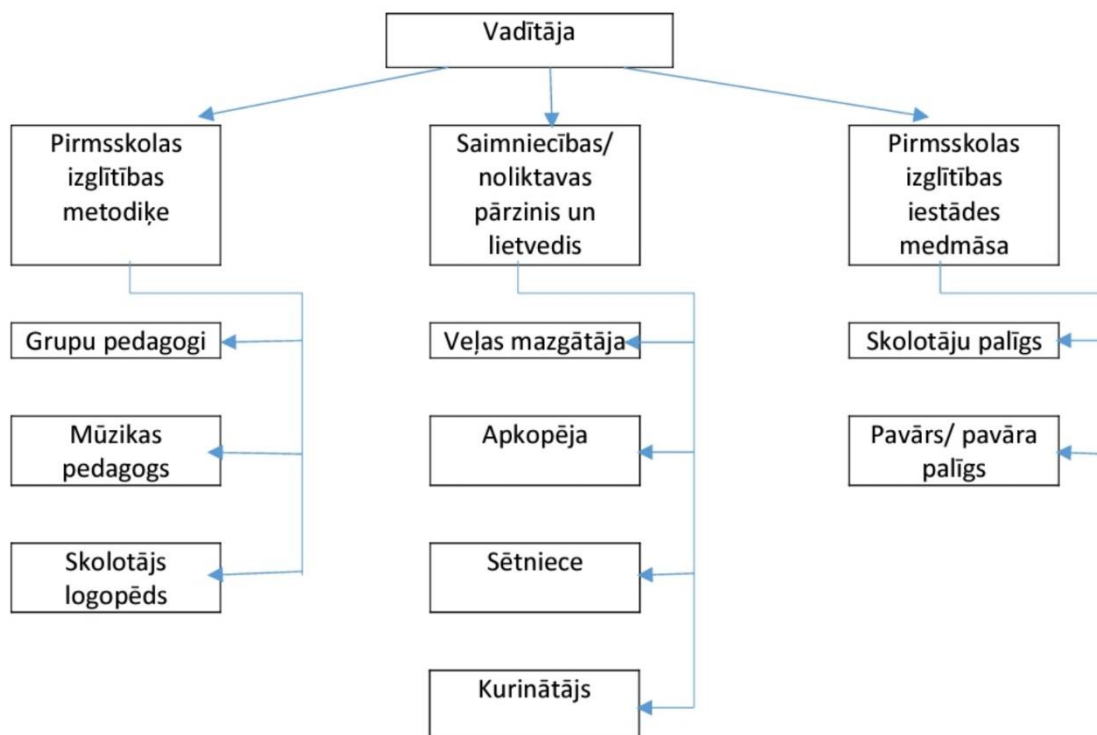 Vadītāja
Pirmsskolas
izglītības
metodiķe
Saimniecības/
noliktavas
pārzinis un
lietvedis
Pirmsskolas
izglītības
iestādes
medmāsa
Grupu pedagogi
Veļas mazgātāja
Skolotāju palīgs
Mūzikas
pedagogs
Apkopēja
Pavārs/ pavāra
palīgs
Skolotājs
logopēds
Sētniece
Kurinātājs